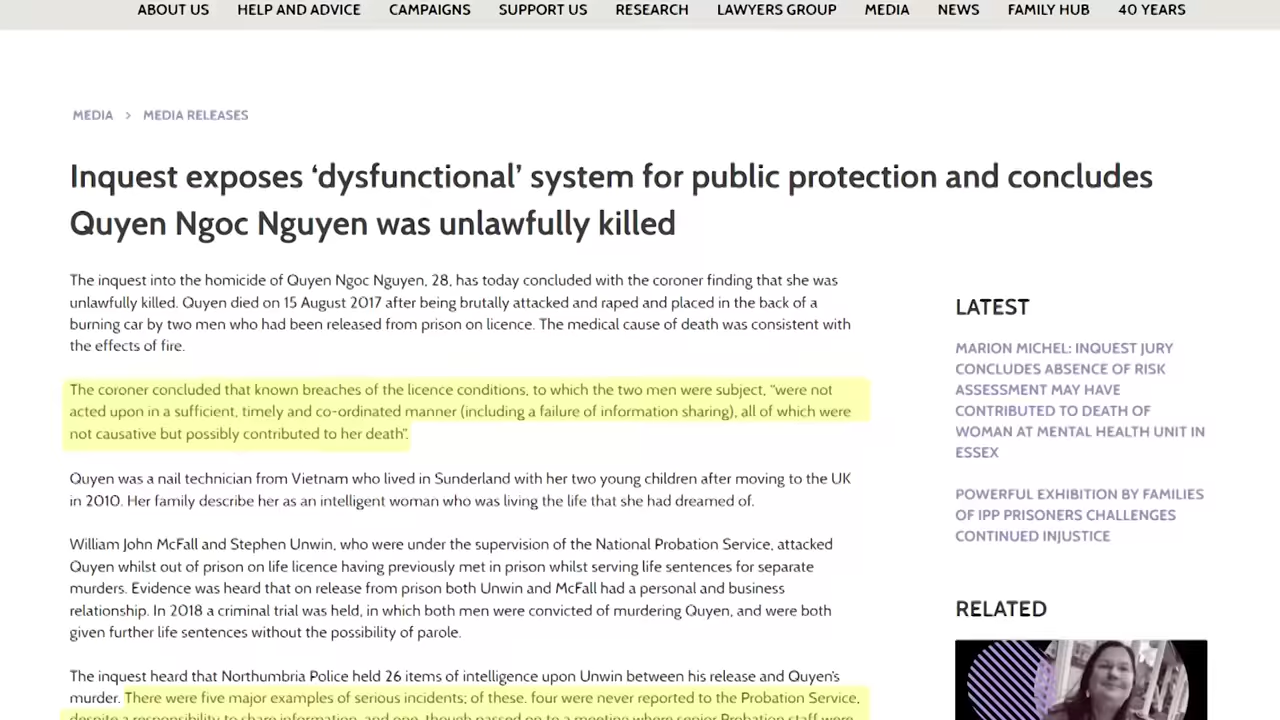 ABOUT US HELP AND ADVICE CAMPAIGNS SUPPORT US RESEARCH LAWYERS GROUP MEDIA NEWS FAMILY HUB 40 YEARS
MEDIA > MEDIA RELEASES
Inquest exposes ‘dysfunctional’ system for public protection and concludes
Quyen Ngoc Nguyen was unlawfully killed
The inquest into the homicide of Quyen Ngoc Nguyen, 28, has today concluded with the coroner finding that she was
unlawfully killed. Quyen died on 15 August 2017 after being brutally attacked and raped and placed in the back of a
burning car by two men who had been released from prison on licence. The medical cause of death was consistent with
the effects of fire.
The coroner concluded that known breaches of the licence conditions, to which the two men were subject, “were not
acted upon in a sufficient, timely and co-ordinated manner (including a failure of information sharing), all of which were
not causative but possibly contributed to her death”.
Quyen was a nail technician from Vietnam who lived in Sunderland with her two young children after moving to the UK
in 2010. Her family describe her as an intelligent woman who was living the life that she had dreamed of.
William John McFall and Stephen Unwin, who were under the supervision of the National Probation Service, attacked
Quyen whilst out of prison on life licence having previously met in prison whilst serving life sentences for separate
murders. Evidence was heard that on release from prison both Unwin and McFall had a personal and business
relationship. In 2018 a criminal trial was held, in which both men were convicted of murdering Quyen, and were both
given further life sentences without the possibility of parole.
The inquest heard that Northumbria Police held 26 items of intelligence upon Unwin between his release and Quyen’s
murder. There were five major examples of serious incidents; of these, four were never reported to the Probation Service,
despite a responsibility to share information, and one, though passed on to a meeting where senior Probation staff were
LATEST
MARION MICHEL: INQUEST JURY
CONCLUDES ABSENCE OF RISK
ASSESSMENT MAY HAVE
CONTRIBUTED TO DEATH OF
WOMAN AT MENTAL HEALTH UNIT IN
ESSEX
POWERFUL EXHIBITION BY FAMILIES
OF IPP PRISONERS CHALLENGES
CONTINUED INJUSTICE
RELATED